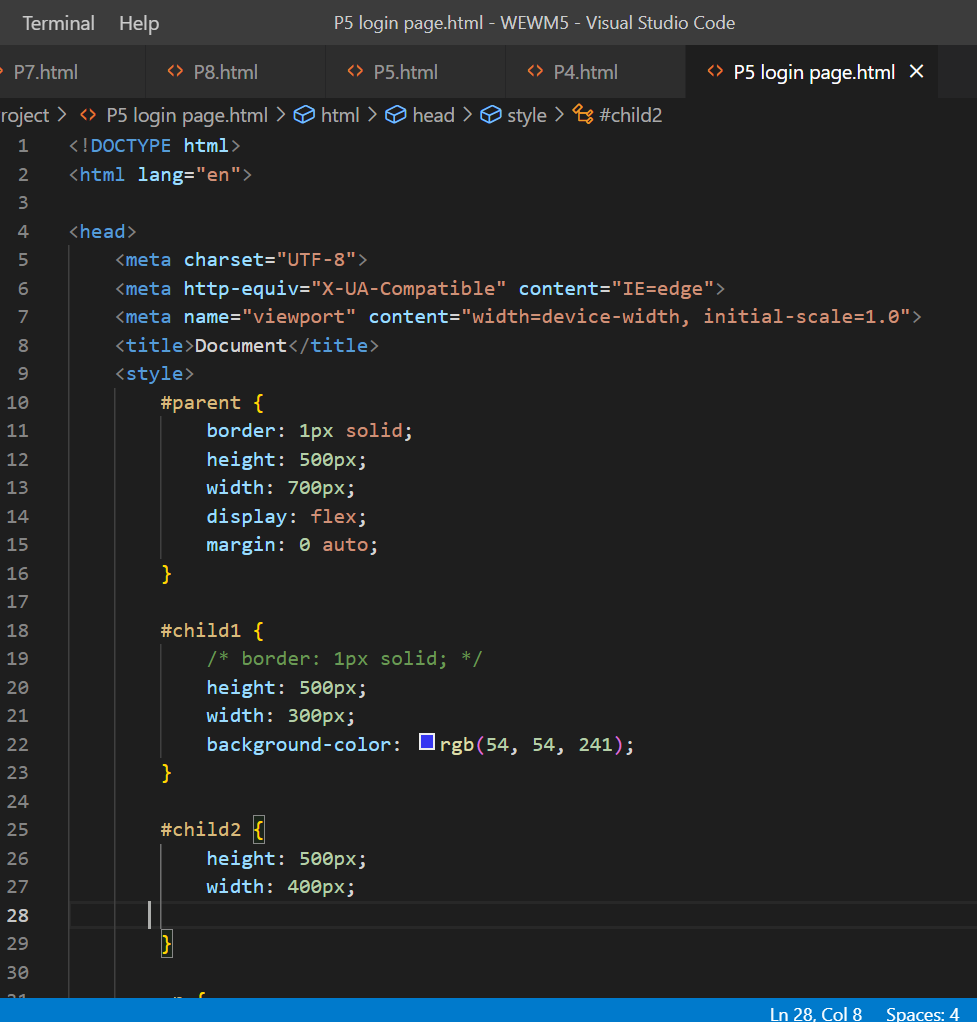 Terminal Help P5 login page.html - WEWM5 - Visual Studio Code
P7.html P8.html P5.html P4.html P5 login page.html
roject > P5 login page.html > html > head > style > #child2
1 <!DOCTYPE html>
2 <html lang="en">
3
4 <head>
5 <meta charset="UTF-8">
6 <meta http-equiv="X-UA-Compatible" content="IE=edge">
7 <meta name="viewport" content="width=device-width, initial-scale=1.0">
8 <title>Document</title>
9 <style>
10 #parent {
11 border: 1px solid;
12 height: 500px;
13 width: 700px;
14 display: flex;
15 margin: 0 auto;
16 }
17
18 #child1 {
19 /* border: 1px solid; */
20 height: 500px;
21 width: 300px;
22 background-color: rgb(54, 54, 241);
23 }
24
25 #child2 {
26 height: 500px;
27 width: 400px;
28
29 }
30
Ln 28, Col 8 Spaces: 4